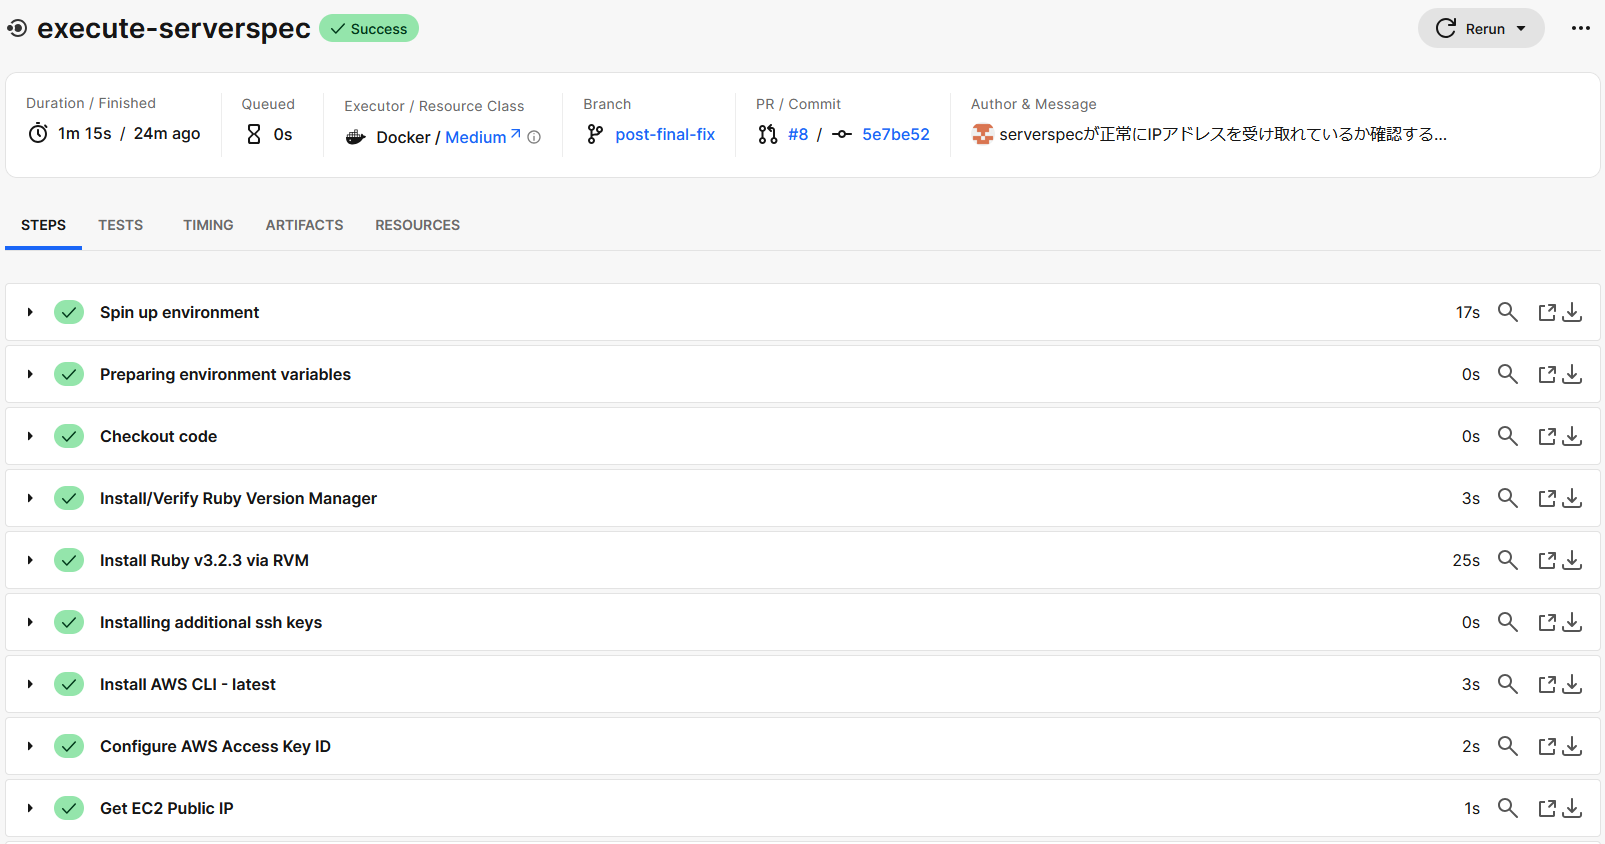 execute-serverspec Success Rerun
Duration / Finished Queued Executor / Resource Class Branch PR / Commit Author & Message
1m 15s / 24m ago 0s Docker / Medium post-final-fix #8 / 5e7be52 serverspecが正常にIPアドレスを受け取れているか確認する...
STEPS TESTS TIMING ARTIFACTS RESOURCES
Spin up environment 17s
Preparing environment variables 0s
Checkout code 0s
Install/Verify Ruby Version Manager 3s
Install Ruby v3.2.3 via RVM 25s
Installing additional ssh keys 0s
Install AWS CLI - latest 3s
Configure AWS Access Key ID 2s
Get EC2 Public IP 1s